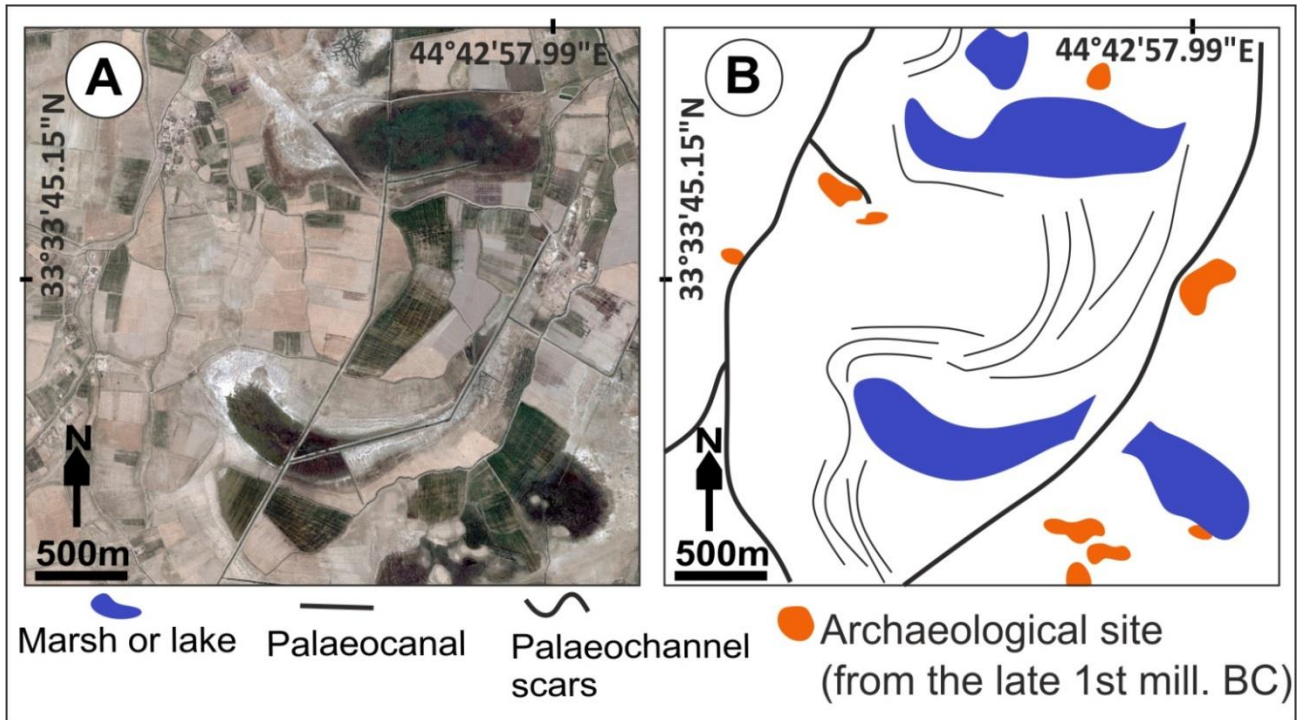 A
44°42'57.99"E
33°33'45.15"N
N
500m
B
44°42'57.99"E
33°33'45.15"N
N
500m
Marsh or lake
Palaeocanal
Palaeochannel
scars
Archaeological site
(from the late 1st mill. BC)